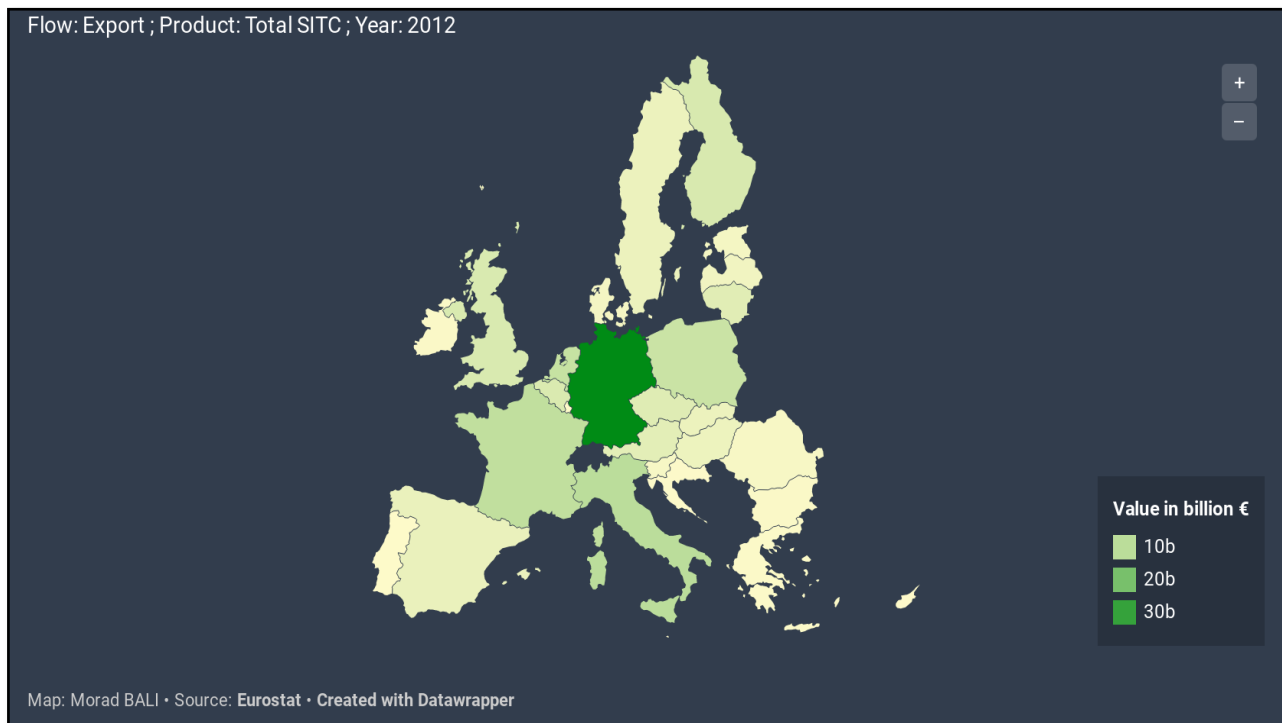 Flow: Export ; Product: Total SITC ; Year: 2012
+
−
Value in billion €
10b
20b
30b
Map: Morad BALI • Source: Eurostat • Created with Datawrapper